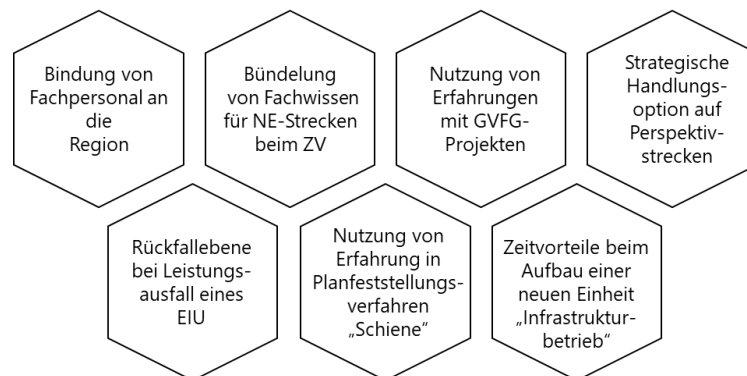 Bindung von
Fachpersonal an
die
Region
Bündelung
von Fachwissen
für NE-Strecken
beim ZV
Nutzung von
Erfahrungen
mit GVFG-
Projekten
Strategische
Handlungs-
option auf
Perspektiv-
strecken
Rückfallebene
bei Leistungs-
ausfall eines
EIU
Nutzung von
Erfahrung in
Planfeststellungs-
verfahren
„Schiene“
Zeitvorteile beim
Aufbau einer
neuen Einheit
„Infrastruktur-
betrieb“